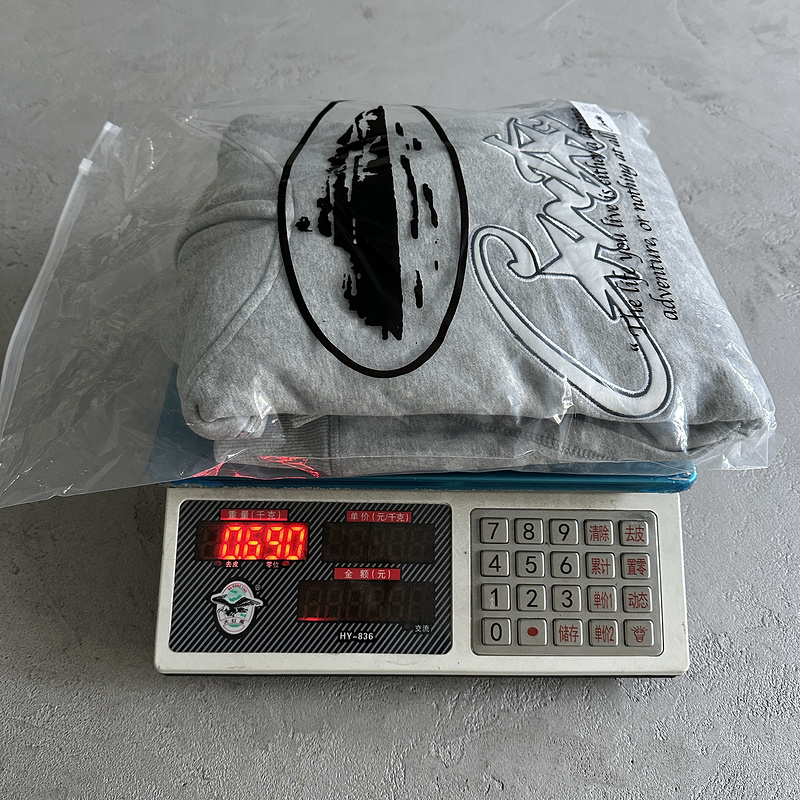 “The life you live is either a
adventure, or nothing at all
重量(千克)
单价(元/千克)
0.690
去皮
零位
金额(元)
HY-836
交流
7 8 9 清除 去皮
4 5 6 累计 置零
1 2 3 单价1 动态
0 储存 单价2